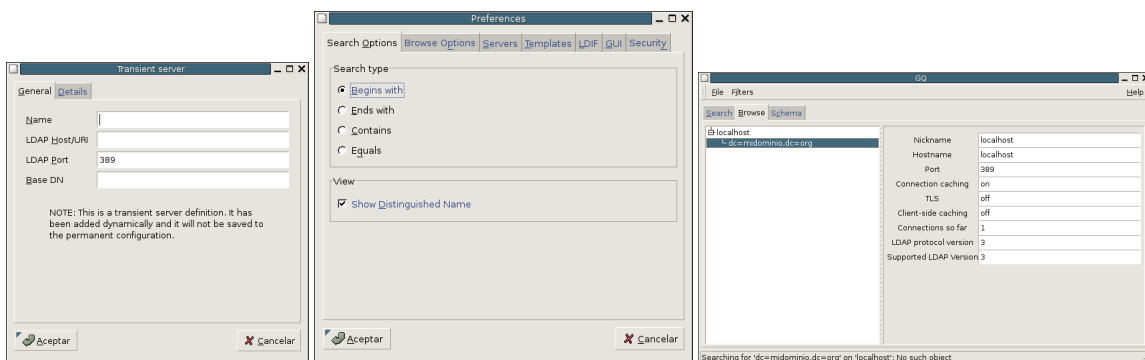 Transient server
General Details
Name
LDAP Host/URI
LDAP Port 389
Base DN
NOTE: This is a transient server definition. It has
been added dynamically and it will not be saved to
the permanent configuration.
Aceptar Cancelar
Preferences
Search Options Browse Options Servers Templates LDIF GUI Security
Search type
Begins with
Ends with
Contains
Equals
View
Show Distinguished Name
Aceptar Cancelar
GQ
File Filters Help
Search Browse Schema
localhost
dc=midominio,dc=org
Nickname localhost
Hostname localhost
Port 389
Connection caching on
TLS off
Client-side caching off
Connections so far 1
LDAP protocol version 3
Supported LDAP Version 3
Searching for 'dc=midominio,dc=org' on 'localhost': No such object